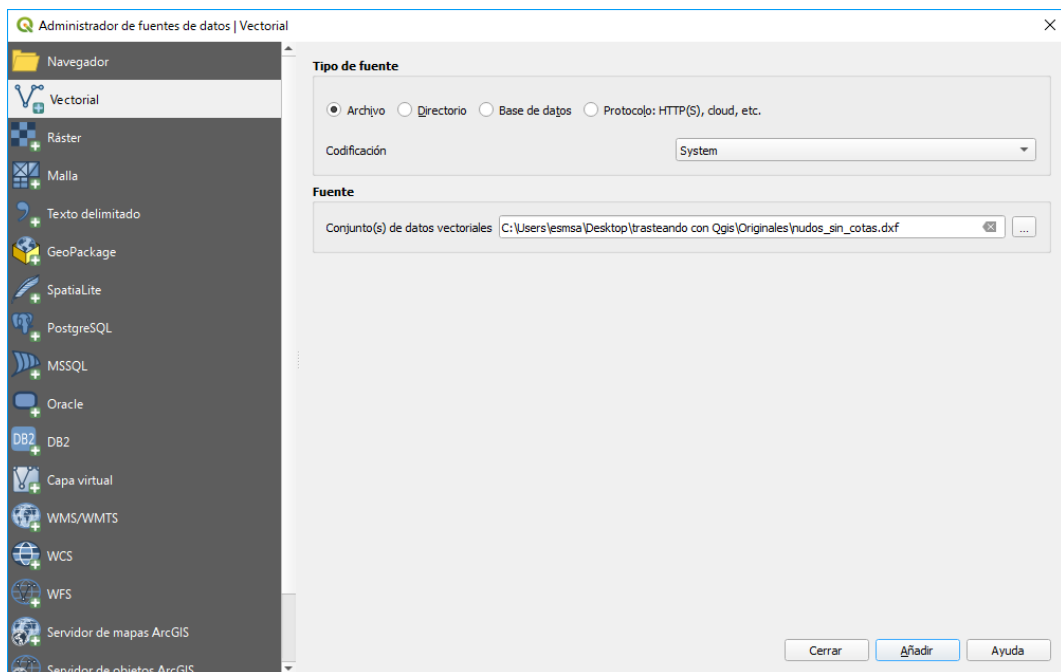 Administrador de fuentes de datos | Vectorial
Navegador
Vectorial
Ráster
Malla
Texto delimitado
GeoPackage
SpatiaLite
PostgreSQL
MSSQL
Oracle
DB2 DB2
Capa virtual
WMS/WMTS
WCS
WFS
Servidor de mapas ArcGIS
Servidor de objetos ArcGIS
Tipo de fuente
Archivo Directorio Base de datos Protocolo: HTTP(S), cloud, etc.
Codificación System
Fuente
Conjunto(s) de datos vectoriales C:\Users\esmsa\Desktop\trasteando con Qgis\Originales\nudos_sin_cotas.dxf ...
Cerrar Añadir Ayuda